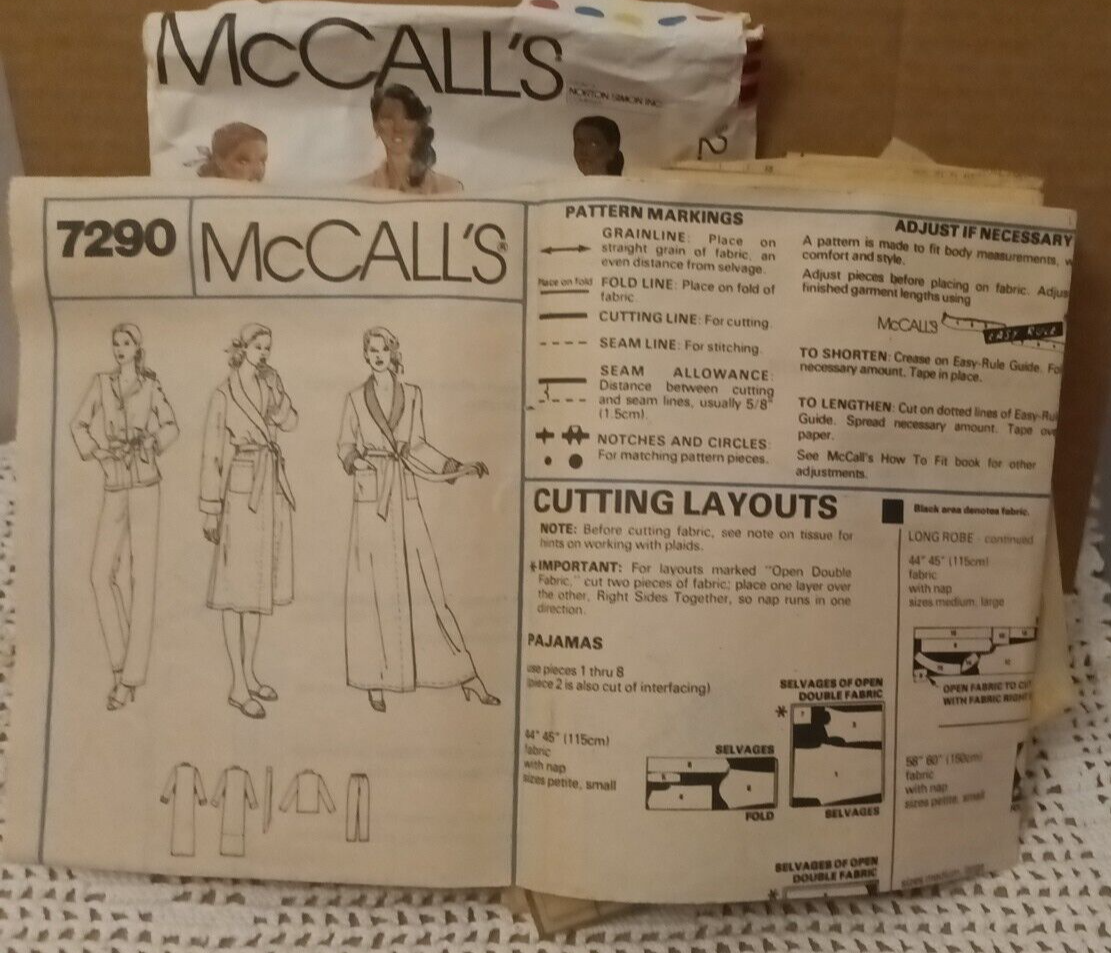 McCALL'S
NORTON SIMON INC
2
7290
McCALL'S®
PATTERN MARKINGS
GRAINLINE: Place on
straight grain of fabric, an
even distance from selvage.
Place on fold
FOLD LINE: Place on fold of
fabric.
CUTTING LINE: For cutting.
SEAM LINE: For stitching.
SEAM ALLOWANCE:
Distance between cutting
and seam lines, usually 5/8"
(1.5cm).
NOTCHES AND CIRCLES:
For matching pattern pieces.
ADJUST IF NECESSARY
A pattern is made to fit body measurements,
comfort and style.
Adjust pieces before placing on fabric. Adjus
finished garment lengths using
McCALL'S EASY RULE
TO SHORTEN: Crease on Easy-Rule Guide. Fo
necessary amount. Tape in place.
TO LENGTHEN: Cut on dotted lines of Easy-Ru
Guide. Spread necessary amount. Tape ove
paper.
See McCall's How To Fit book for other
adjustments.
CUTTING LAYOUTS
NOTE: Before cutting fabric, see note on tissue for
hints on working with plaids.
*IMPORTANT: For layouts marked "Open Double
Fabric," cut two pieces of fabric; place one layer over
the other, Right Sides Together, so nap runs in one
direction.
PAJAMAS
use pieces 1 thru 8
(piece 2 is also cut of interfacing)
44" 45" (115cm)
fabric
with nap
sizes petite, small
SELVAGES
FOLD
SELVAGES OF OPEN
DOUBLE FABRIC
*
SELVAGES
SELVAGES OF OPEN
DOUBLE FABRIC
*
Black area denotes fabric.
LONG ROBE - continued
44" 45" (115cm)
fabric
with nap
sizes medium, large
OPEN FABRIC TO CU
WITH FABRIC RIGHT
58" 60" (150cm)
fabric
with nap
sizes petite, small